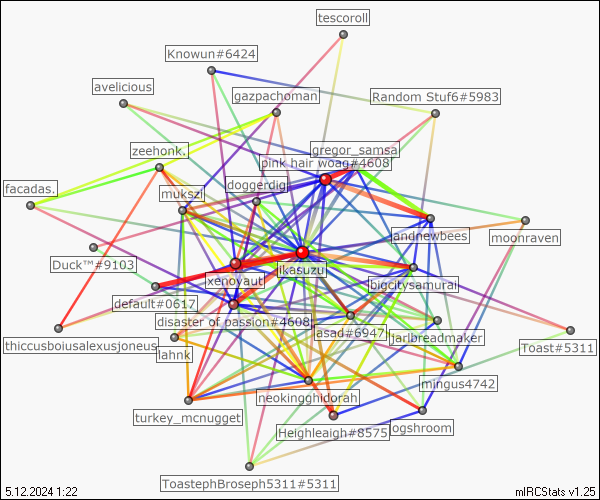 tescoroll
Knowun#6424
avelicious
gazpachoman
Random Stuf6#5983
zeehonk.
gregor_samsa
pink hair woag#4608
facadas.
mukszi
doggerdig
landnewbees
moonraven
Duck™#9103
xenoyaut
ikasuzu
bigcitysamurai
default#0617
disaster of passion#4608
asad#6947
jarlbreadmaker
Toast#5311
thiccusboiusalexusjoneus
lahnk
mingus4742
turkey_mcnugget
neokingghidorah
Heighleaigh#8575
ogshroom
ToastephBroseph5311#5311
5.12.2024 1:22
mIRCStats v1.25